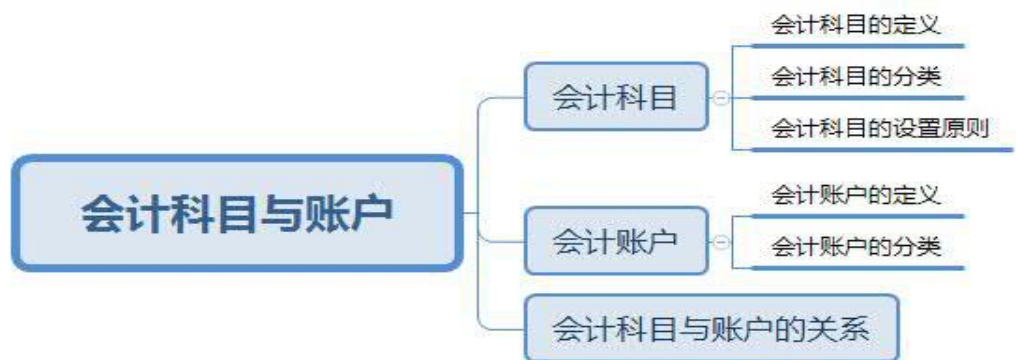 会计科目与账户
会计科目
会计科目的定义
会计科目的分类
会计科目的设置原则
会计账户
会计账户的定义
会计账户的分类
会计科目与账户的关系